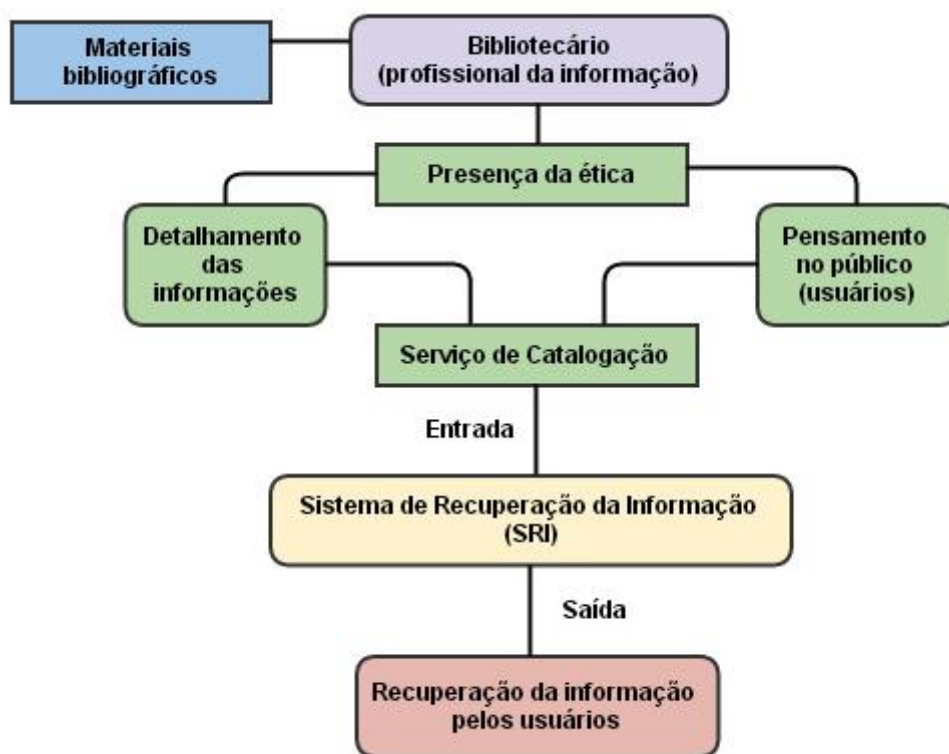 Materiais
bibliográficos
Bibliotecário
(profissional da informação)
Presença da ética
Detalhamento
das
informações
Pensamento
no público
(usuários)
Serviço de Catalogação
Entrada
Sistema de Recuperação da Informação
(SRI)
Saída
Recuperação da informação
pelos usuários